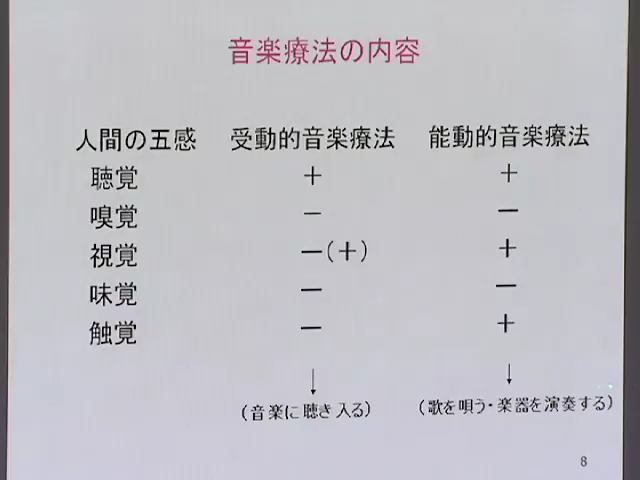 音楽療法の内容
人間の五感 受動的音楽療法 能動的音楽療法
聴覚 + +
嗅覚 − −
視覚 −(+) +
味覚 − −
触覚 − +
↓ ↓
(音楽に聴き入る) (歌を唄う・楽器を演奏する)
8